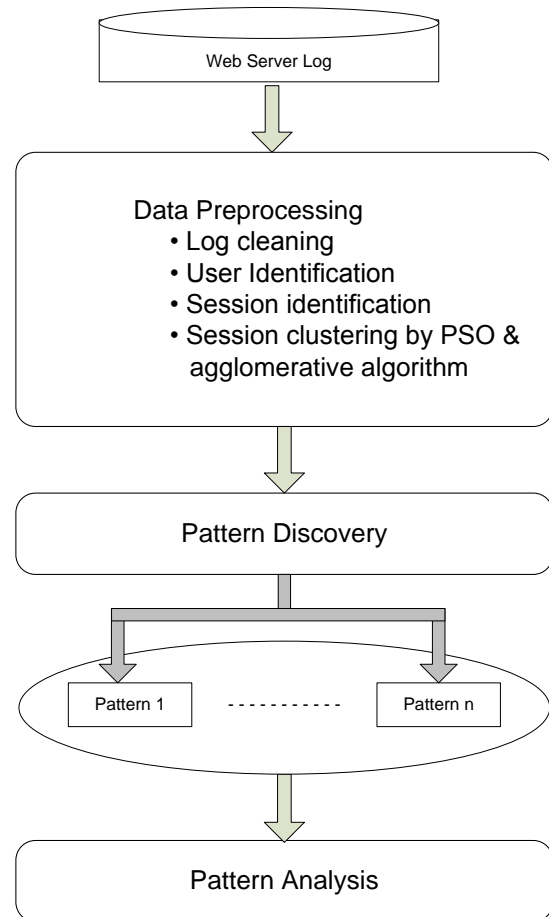 Web Server Log
Data Preprocessing
• Log cleaning
• User Identification
• Session identification
• Session clustering by PSO &
agglomerative algorithm
Pattern Discovery
Pattern 1 - - - - - - - - - - - Pattern n
Pattern Analysis